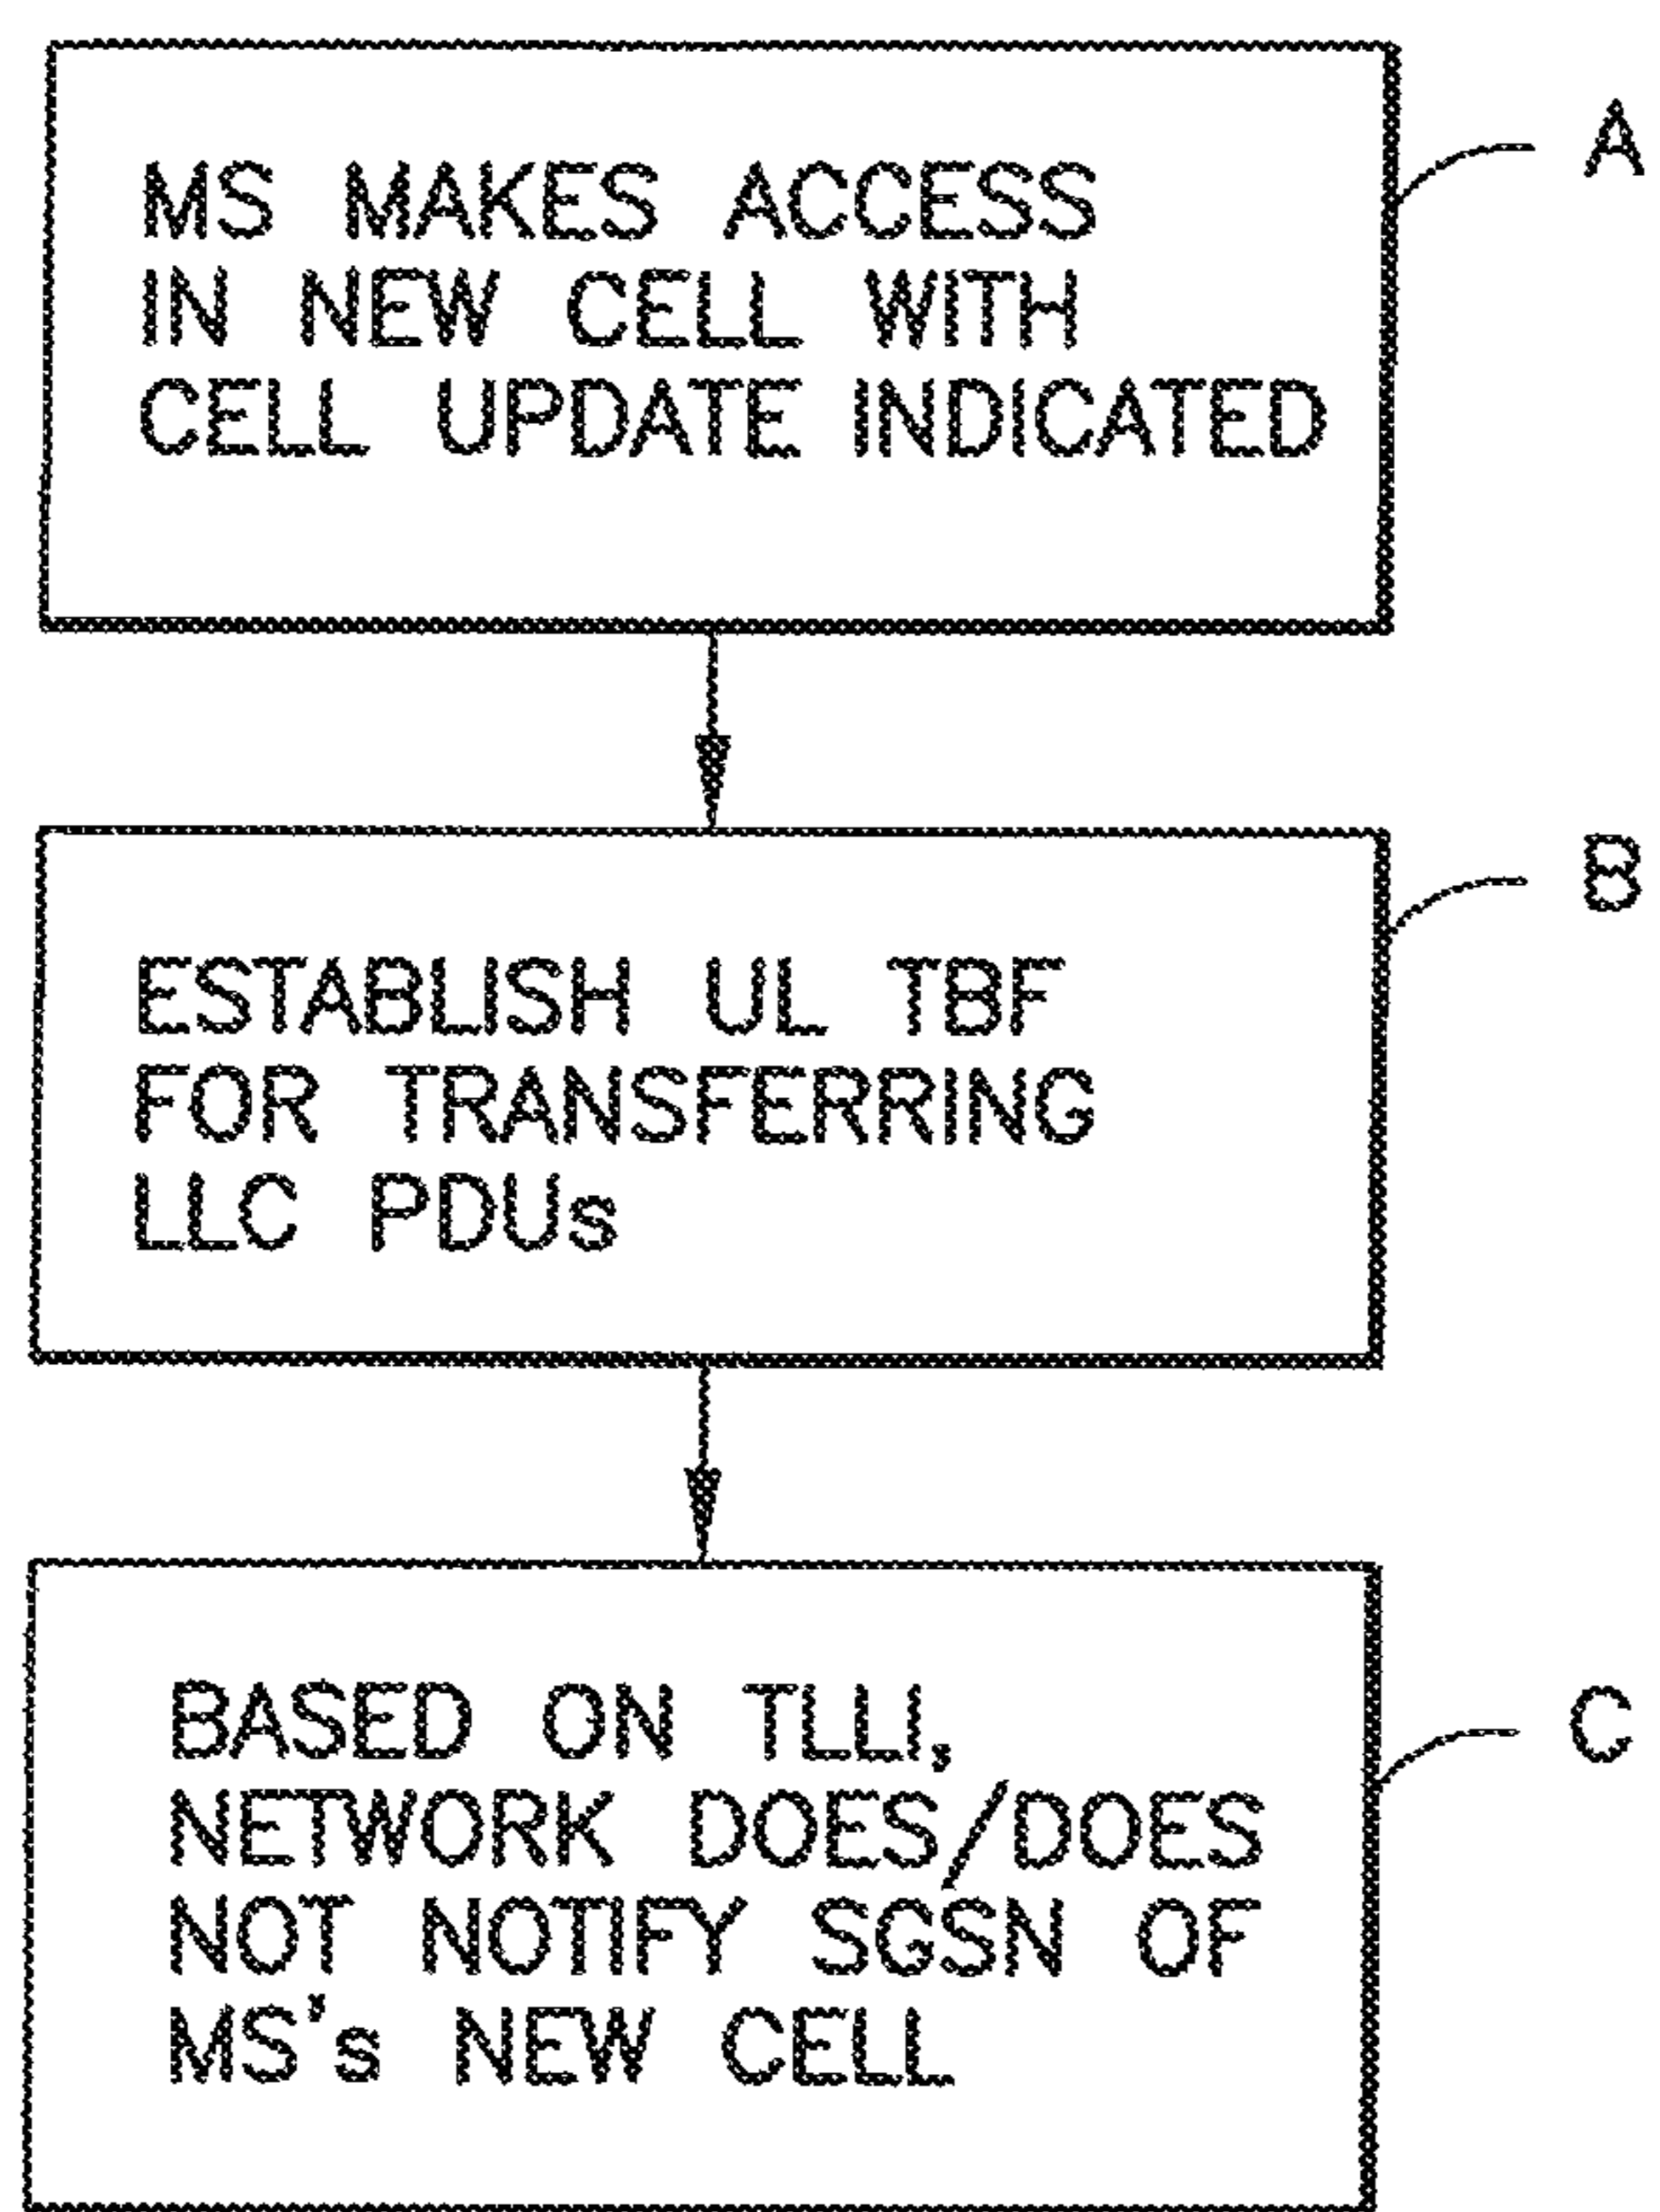 MS MAKES ACCESS
IN NEW CELL WITH
CELL UPDATE INDICATED
A
ESTABLISH UL TBF
FOR TRANSFERRING
LLC PDUs
B
BASED ON TLLI,
NETWORK DOES/DOES
NOT NOTIFY SGSN OF
MS's NEW CELL
C